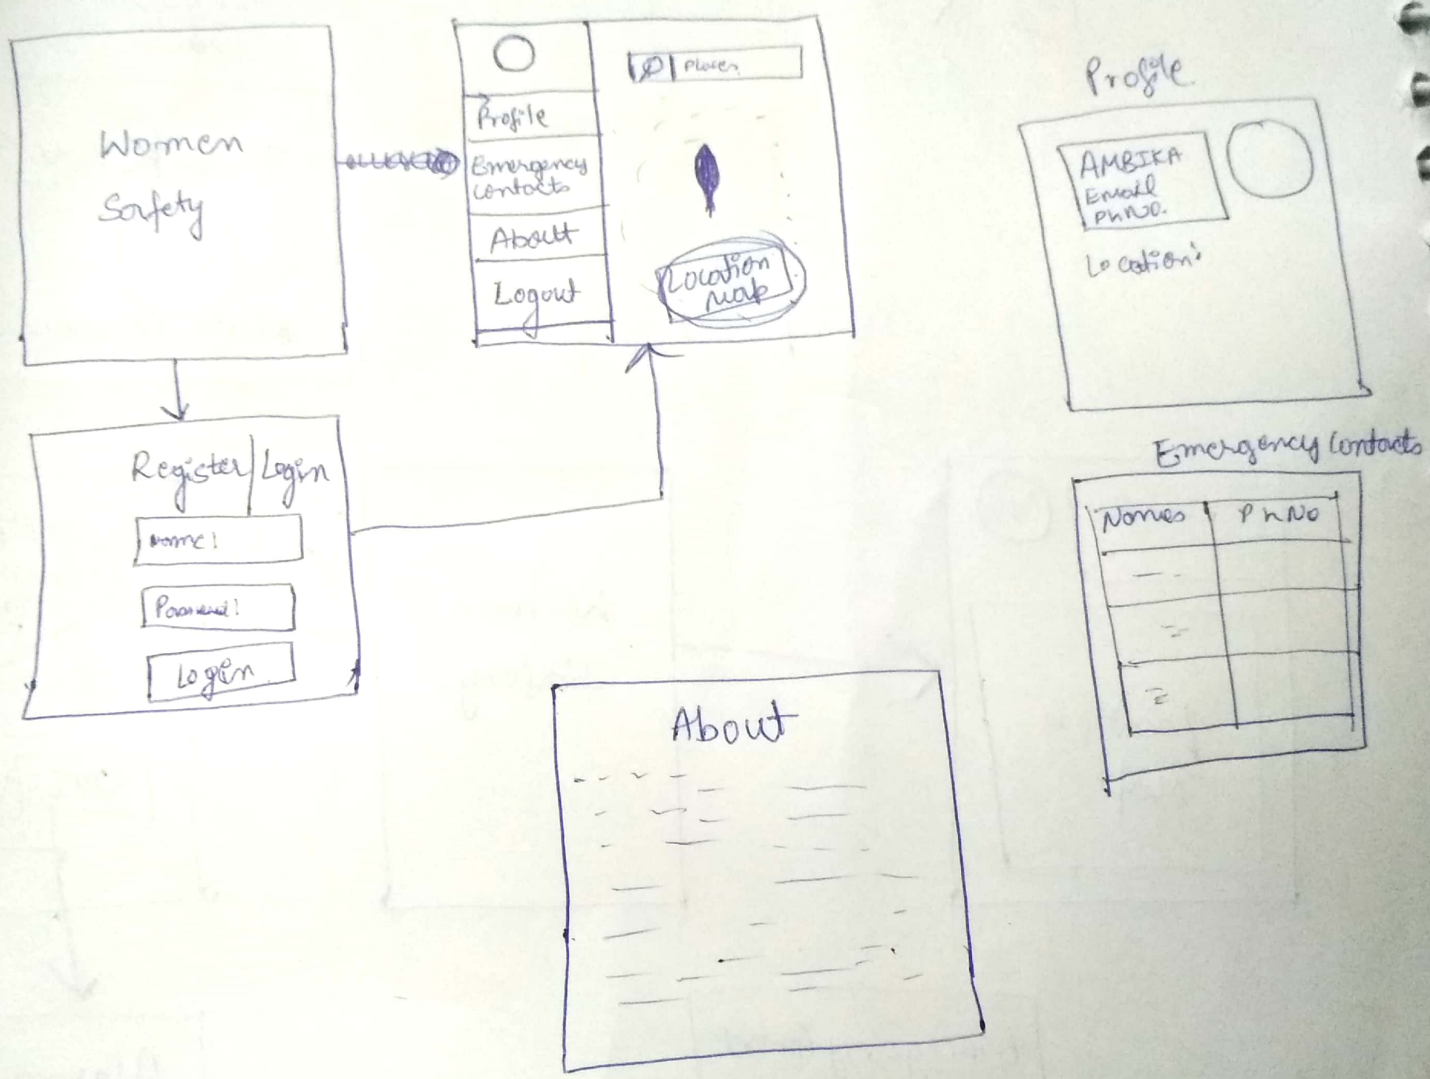 Women
Safety
Profile
Emergency
contacts
About
Logout
Places
Location
Map
Profile
AMBIKA
Email
PhNo.
Location:
Register/Login
Name:
Password:
Login
Emergency contacts
Names PhNo
About